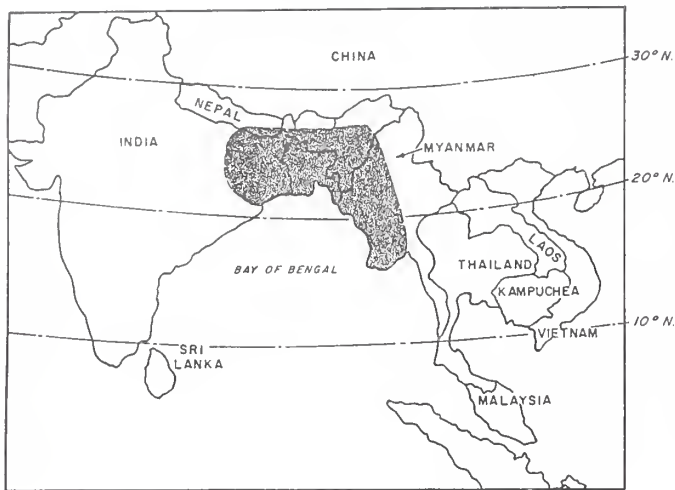 CHINA
30° N.
NEPAL
INDIA
MYANMAR
20° N.
LAOS
BAY OF BENGAL
THAILAND
KAMPUCHEA
10° N.
VIETNAM
SRI
LANKA
MALAYSIA